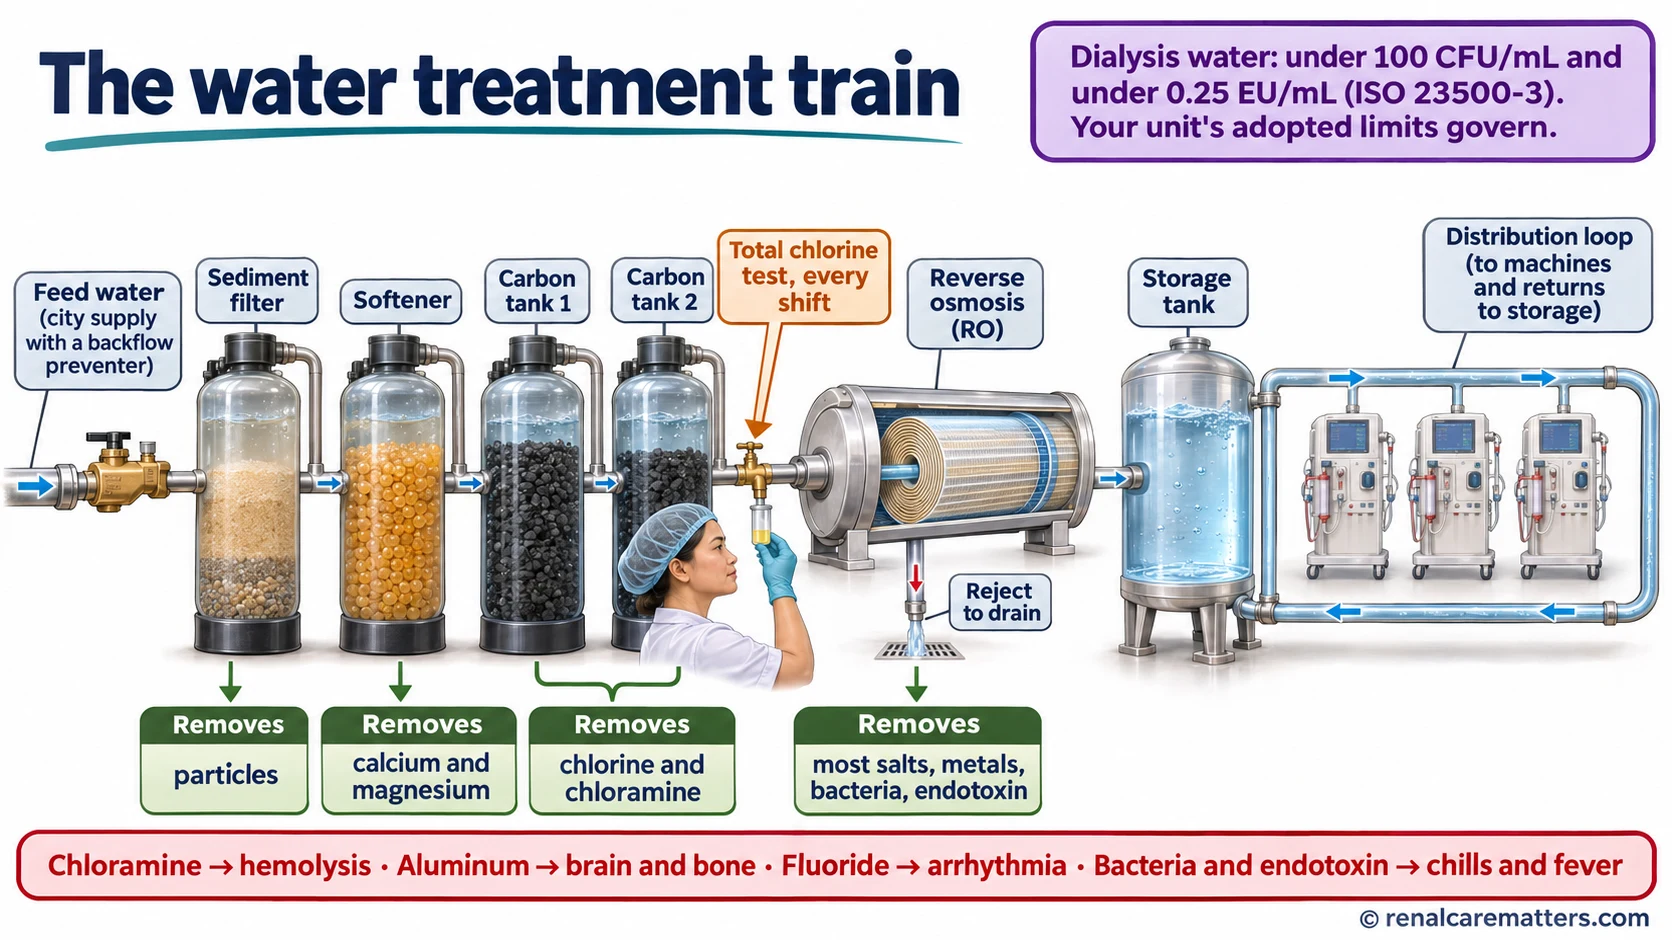 The water treatment train
Dialysis water: under 100 CFU/mL and
under 0.25 EU/mL (ISO 23500-3).
Your unit's adopted limits govern.
Feed water
(city supply
with a backflow
preventer)
Sediment
filter
Softener
Carbon
tank 1
Carbon
tank 2
Total chlorine
test, every
shift
Reverse
osmosis
(RO)
Storage
tank
Distribution loop
(to machines
and returns
to storage)
Reject
to drain
Removes
particles
Removes
calcium and
magnesium
Removes
chlorine and
chloramine
Removes
most salts, metals,
bacteria, endotoxin
Chloramine → hemolysis · Aluminum → brain and bone · Fluoride → arrhythmia · Bacteria and endotoxin → chills and fever
© renalcarematters.com